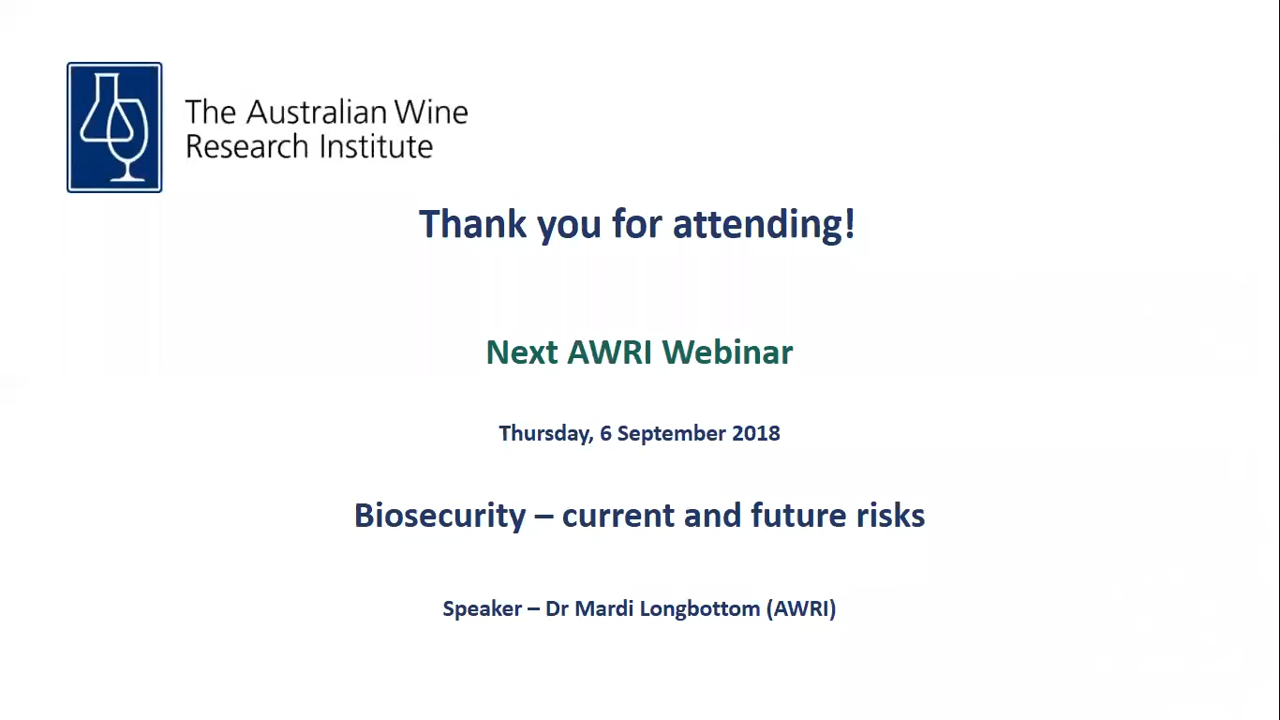 The Australian Wine
Research Institute
Thank you for attending!
Next AWRI Webinar
Thursday, 6 September 2018
Biosecurity – current and future risks
Speaker – Dr Mardi Longbottom (AWRI)